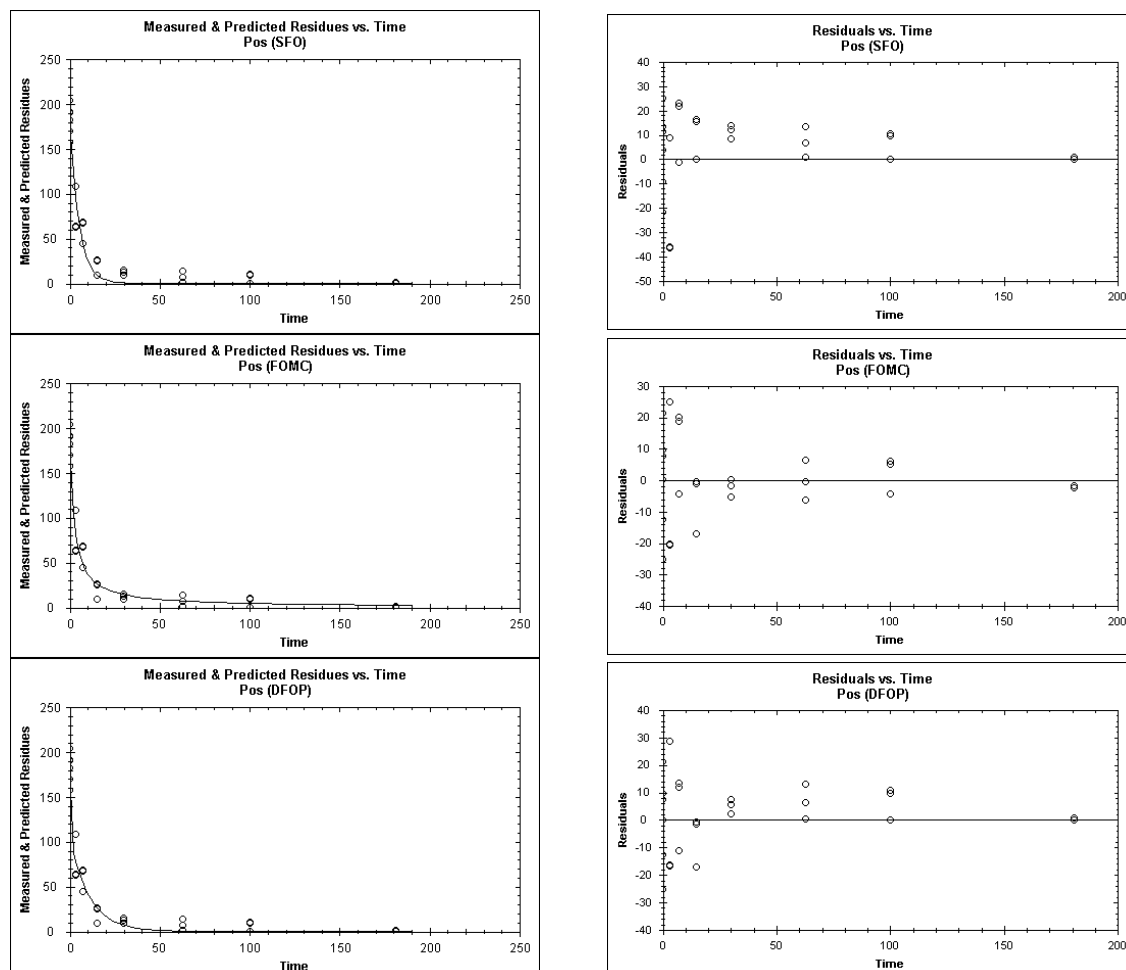 Measured & Predicted Residues vs. Time
Pos (SFO)
Measured & Predicted Residues
250
200
150
100
50
0
0 50 100 150 200 250
Time
Residuals vs. Time
Pos (SFO)
Residuals
40
30
20
10
0
-10
-20
-30
-40
-50
0 50 100 150 200
Time
Measured & Predicted Residues vs. Time
Pos (FOMC)
Measured & Predicted Residues
250
200
150
100
50
0
0 50 100 150 200 250
Time
Residuals vs. Time
Pos (FOMC)
Residuals
30
20
10
0
-10
-20
-30
-40
0 50 100 150 200
Time
Measured & Predicted Residues vs. Time
Pos (DFOP)
Measured & Predicted Residues
250
200
150
100
50
0
0 50 100 150 200 250
Time
Residuals vs. Time
Pos (DFOP)
Residuals
40
30
20
10
0
-10
-20
-30
-40
0 50 100 150 200
Time